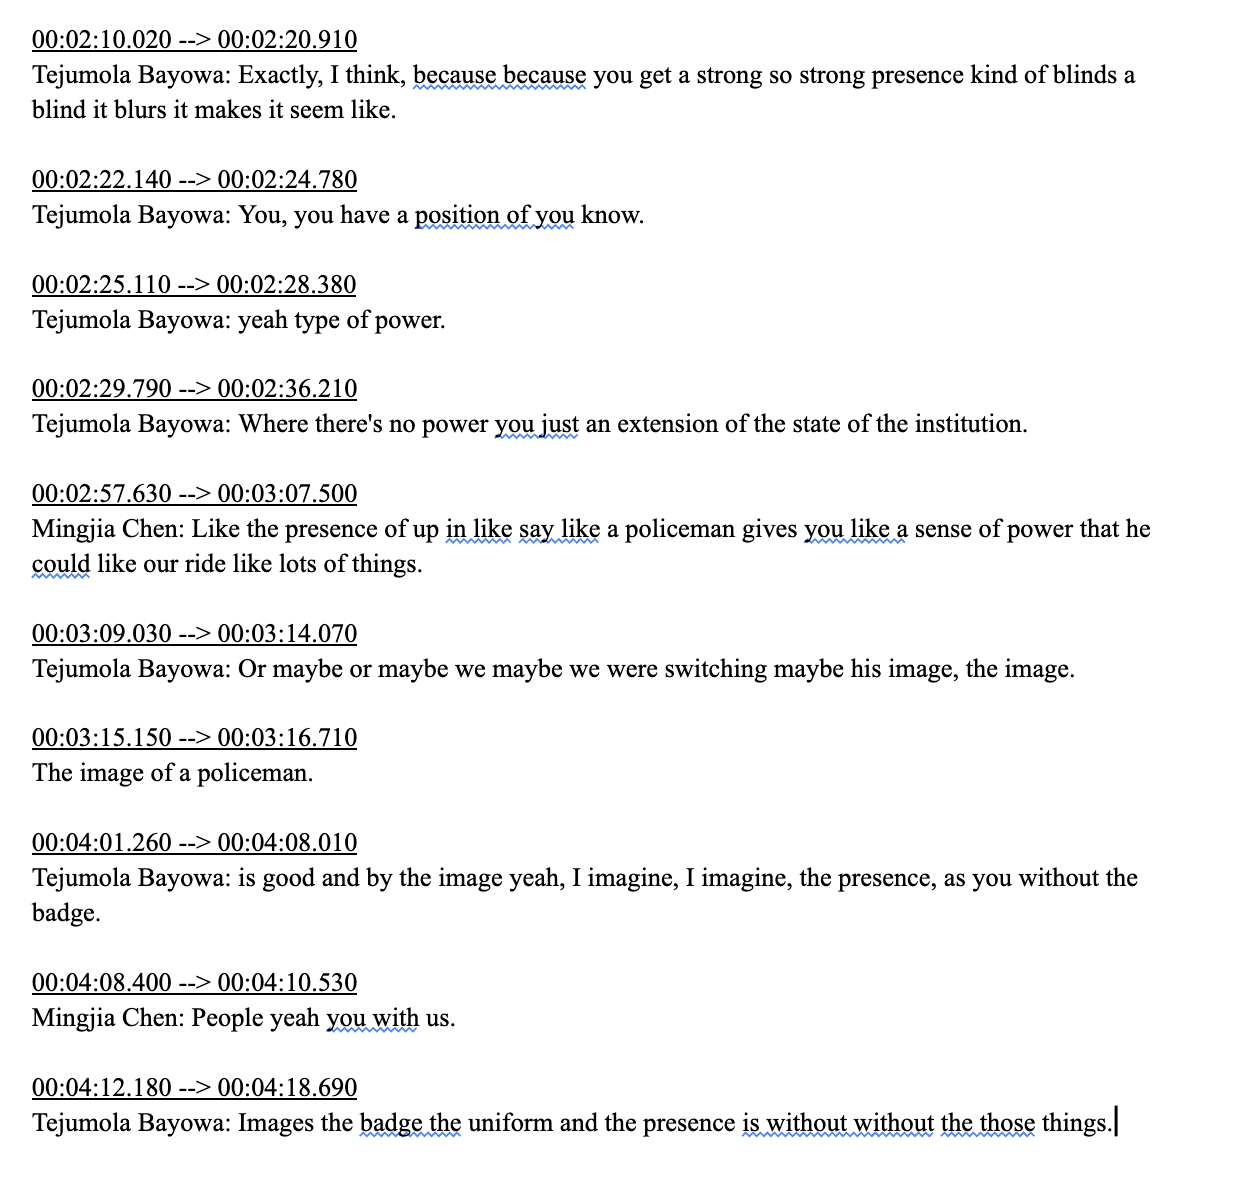 00:02:10.020 --> 00:02:20.910
Tejumola Bayowa: Exactly, I think, because because you get a strong so strong presence kind of blinds a
blind it blurs it makes it seem like.
00:02:22.140 --> 00:02:24.780
Tejumola Bayowa: You, you have a position of you know.
00:02:25.110 --> 00:02:28.380
Tejumola Bayowa: yeah type of power.
00:02:29.790 --> 00:02:36.210
Tejumola Bayowa: Where there's no power you just an extension of the state of the institution.
00:02:57.630 --> 00:03:07.500
Mingjia Chen: Like the presence of up in like say like a policeman gives you like a sense of power that he
could like our ride like lots of things.
00:03:09.030 --> 00:03:14.070
Tejumola Bayowa: Or maybe or maybe we maybe we were switching maybe his image, the image.
00:03:15.150 --> 00:03:16.710
The image of a policeman.
00:04:01.260 --> 00:04:08.010
Tejumola Bayowa: is good and by the image yeah, I imagine, I imagine, the presence, as you without the
badge.
00:04:08.400 --> 00:04:10.530
Mingjia Chen: People yeah you with us.
00:04:12.180 --> 00:04:18.690
Tejumola Bayowa: Images the badge the uniform and the presence is without without the those things.